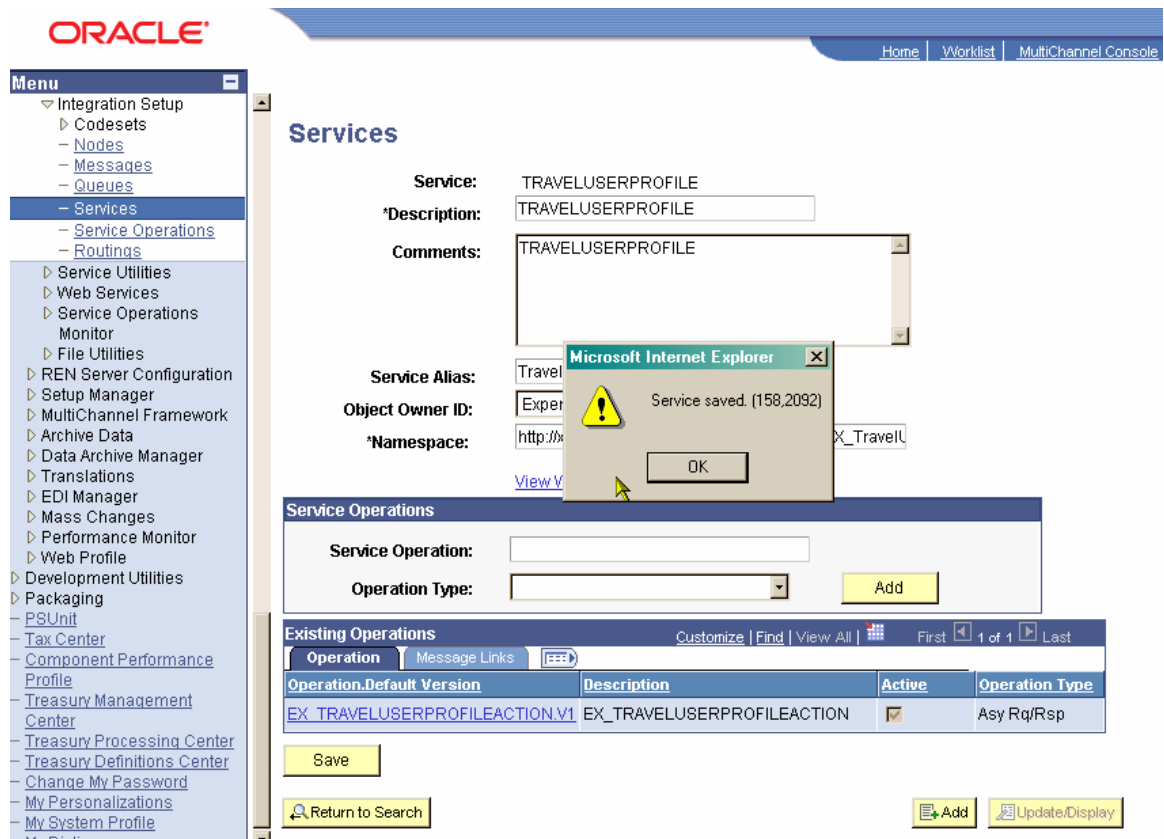 ORACLE
Home | Worklist | MultiChannel Console
Menu
Integration Setup
Codesets
Nodes
Messages
Queues
Services
Service Operations
Routings
Service Utilities
Web Services
Service Operations
Monitor
File Utilities
REN Server Configuration
Setup Manager
MultiChannel Framework
Archive Data
Data Archive Manager
Translations
EDI Manager
Mass Changes
Performance Monitor
Web Profile
Development Utilities
Packaging
PSUnit
Tax Center
Component Performance
Profile
Treasury Management
Center
Treasury Processing Center
Treasury Definitions Center
Change My Password
My Personalizations
My System Profile
Services
Service: TRAVELUSERPROFILE
*Description: TRAVELUSERPROFILE
Comments: TRAVELUSERPROFILE
Service Alias: Travel
Object Owner ID: Exper
*Namespace: http://x X_TravelU
View V
Microsoft Internet Explorer
Service saved. (158,2092)
OK
Service Operations
Service Operation:
Operation Type:
Add
Existing Operations Customize | Find | View All | First 1 of 1 Last
Operation Message Links
Operation.Default Version Description Active Operation Type
EX_TRAVELUSERPROFILEACTION.V1 EX_TRAVELUSERPROFILEACTION Asy Rq/Rsp
Save
Return to Search
Add Update/Display